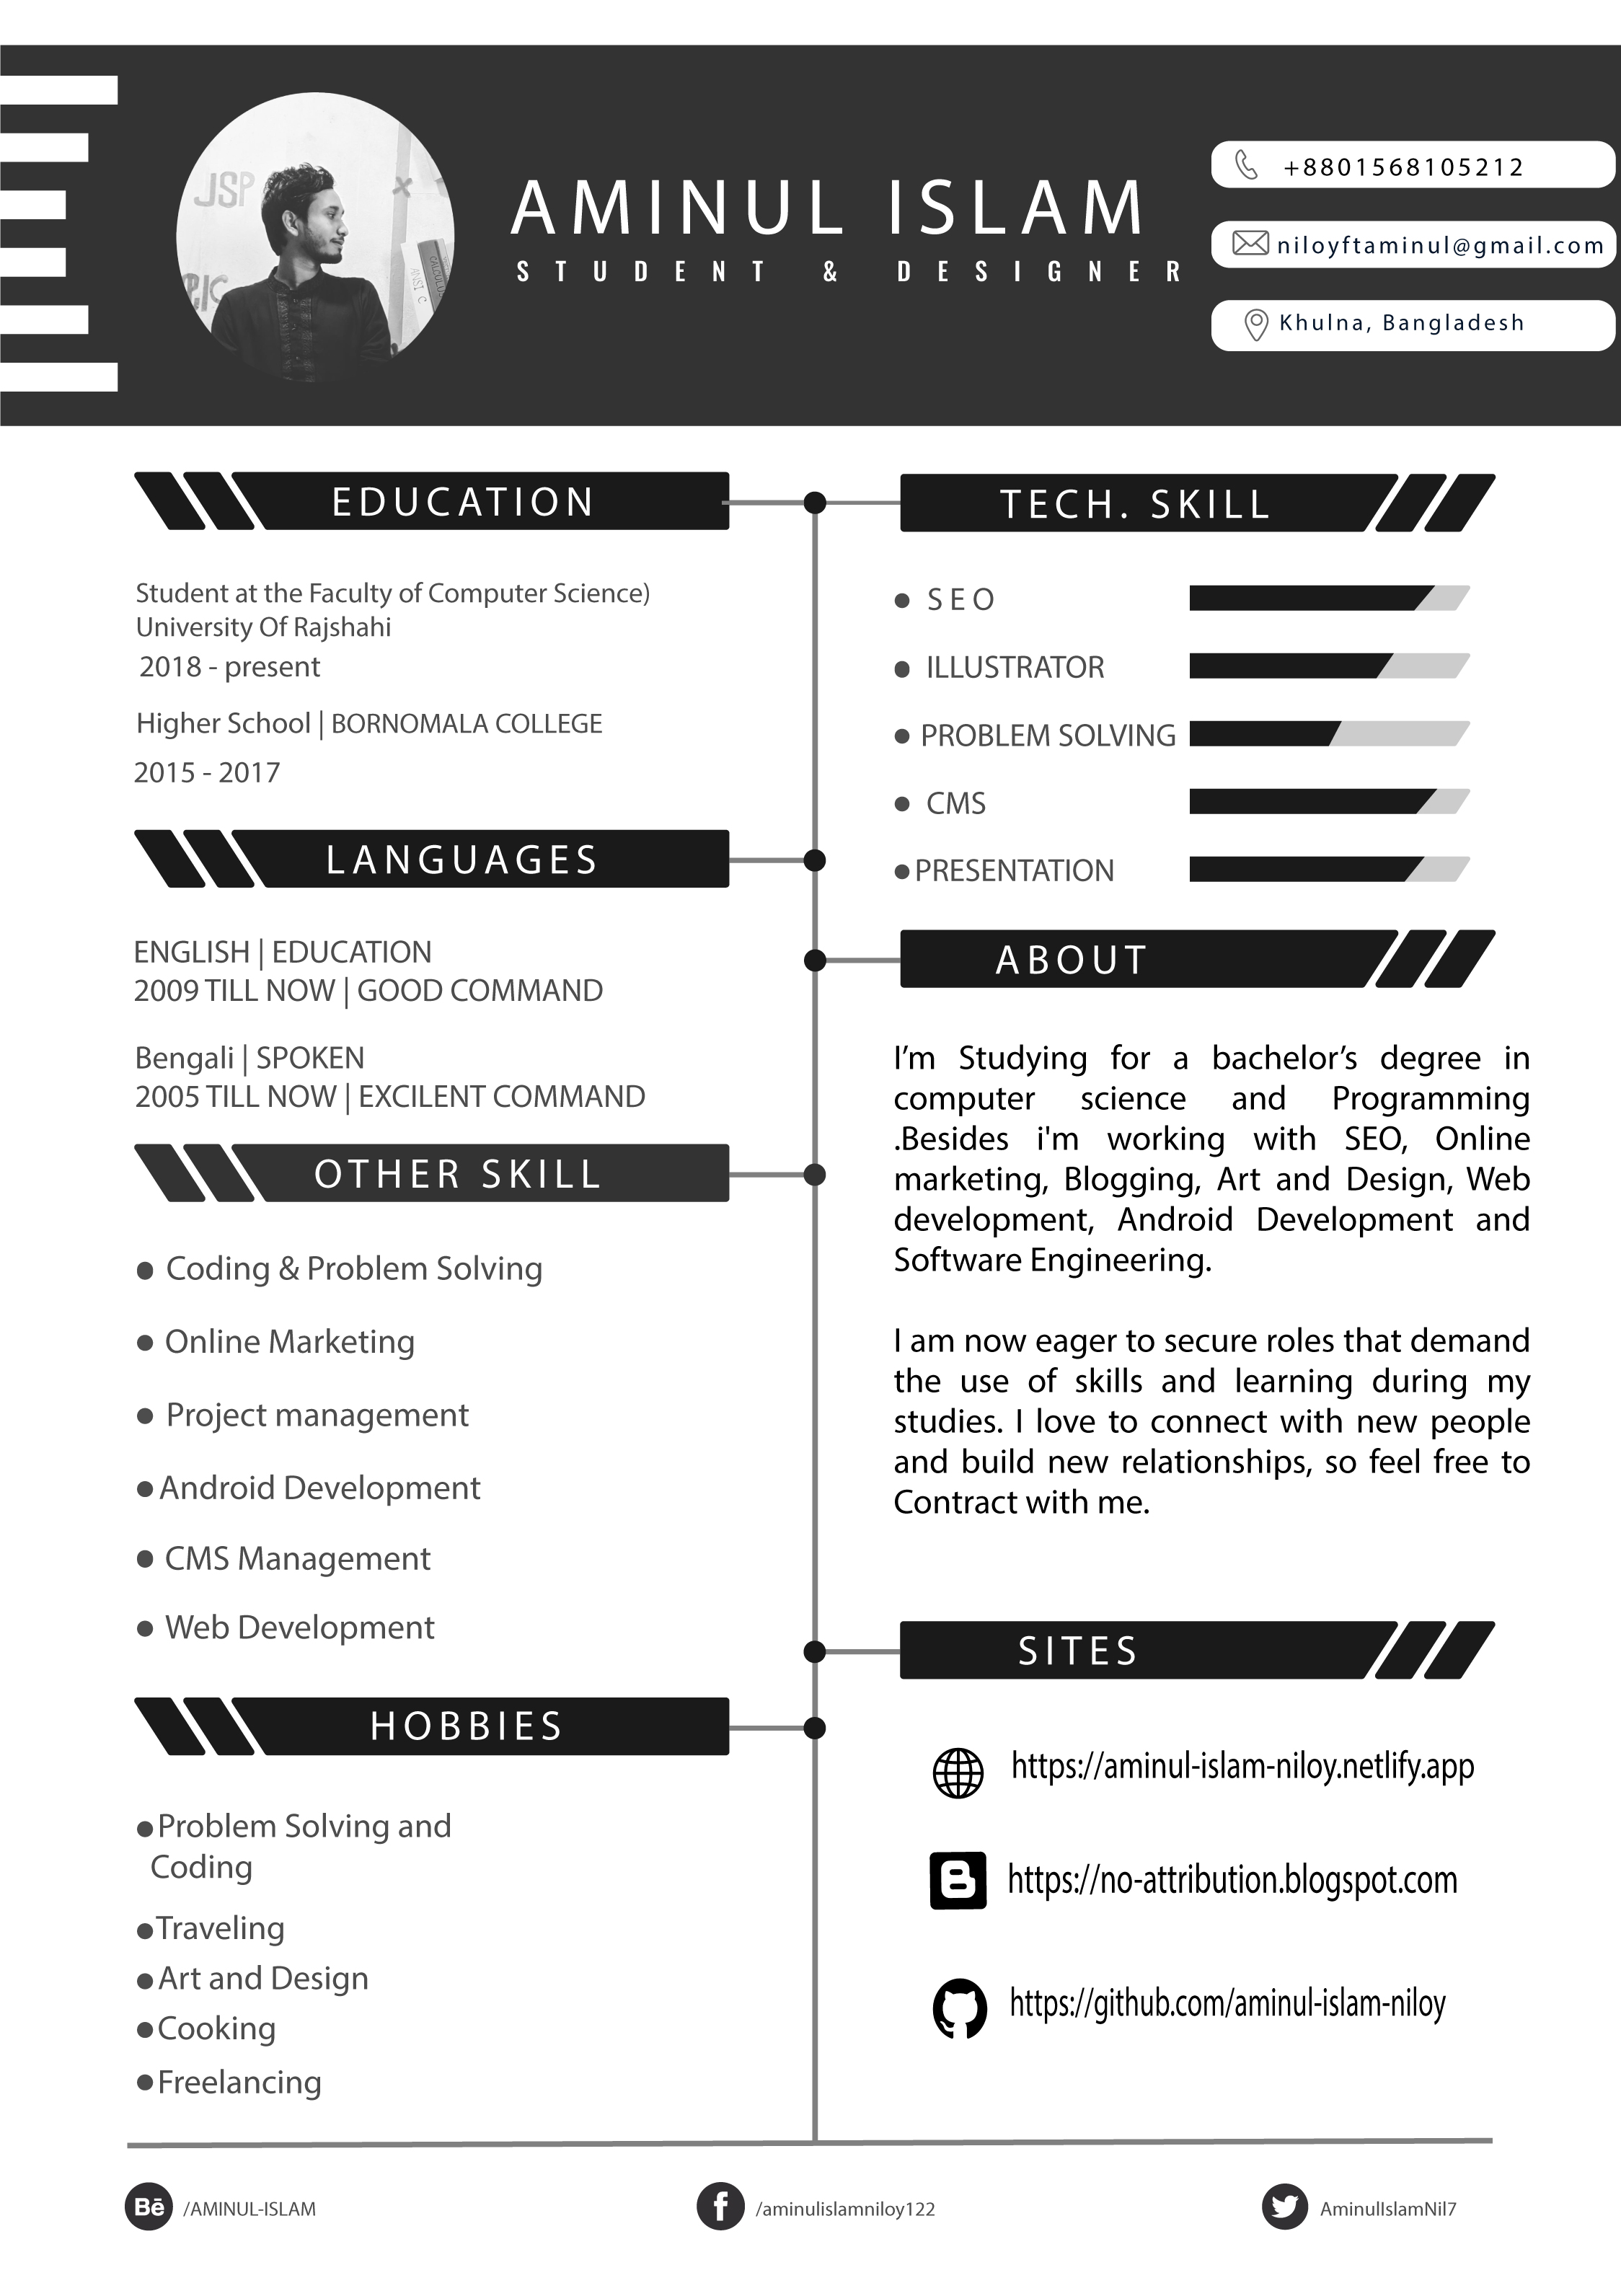 JSP
RIC
ANSI C
CALCULU
AMINUL ISLAM
STUDENT & DESIGNER
+8801568105212
niloyftaminul@gmail.com
Khulna, Bangladesh
EDUCATION
Student at the Faculty of Computer Science)
University Of Rajshahi
2018 - present
Higher School | BORNOMALA COLLEGE
2015 - 2017
LANGUAGES
ENGLISH | EDUCATION
2009 TILL NOW | GOOD COMMAND
Bengali | SPOKEN
2005 TILL NOW | EXCILENT COMMAND
OTHER SKILL
● Coding & Problem Solving
● Online Marketing
● Project management
● Android Development
● CMS Management
● Web Development
HOBBIES
● Problem Solving and
Coding
● Traveling
● Art and Design
● Cooking
● Freelancing
TECH. SKILL
● SEO
● ILLUSTRATOR
● PROBLEM SOLVING
● CMS
● PRESENTATION
ABOUT
I’m Studying for a bachelor’s degree in
computer science and Programming
.Besides i'm working with SEO, Online
marketing, Blogging, Art and Design, Web
development, Android Development and
Software Engineering.
I am now eager to secure roles that demand
the use of skills and learning during my
studies. I love to connect with new people
and build new relationships, so feel free to
Contract with me.
SITES
https://aminul-islam-niloy.netlify.app
https://no-attribution.blogspot.com
https://github.com/aminul-islam-niloy
Bē /AMINUL-ISLAM
/aminulislamniloy122
AminulIslamNil7